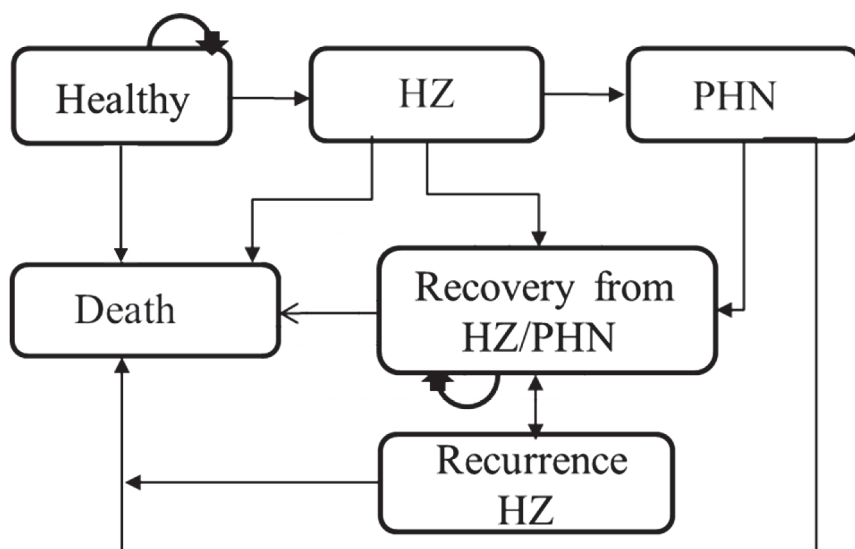 Healthy
HZ
PHN
Death
Recovery from
HZ/PHN
Recurrence
HZ